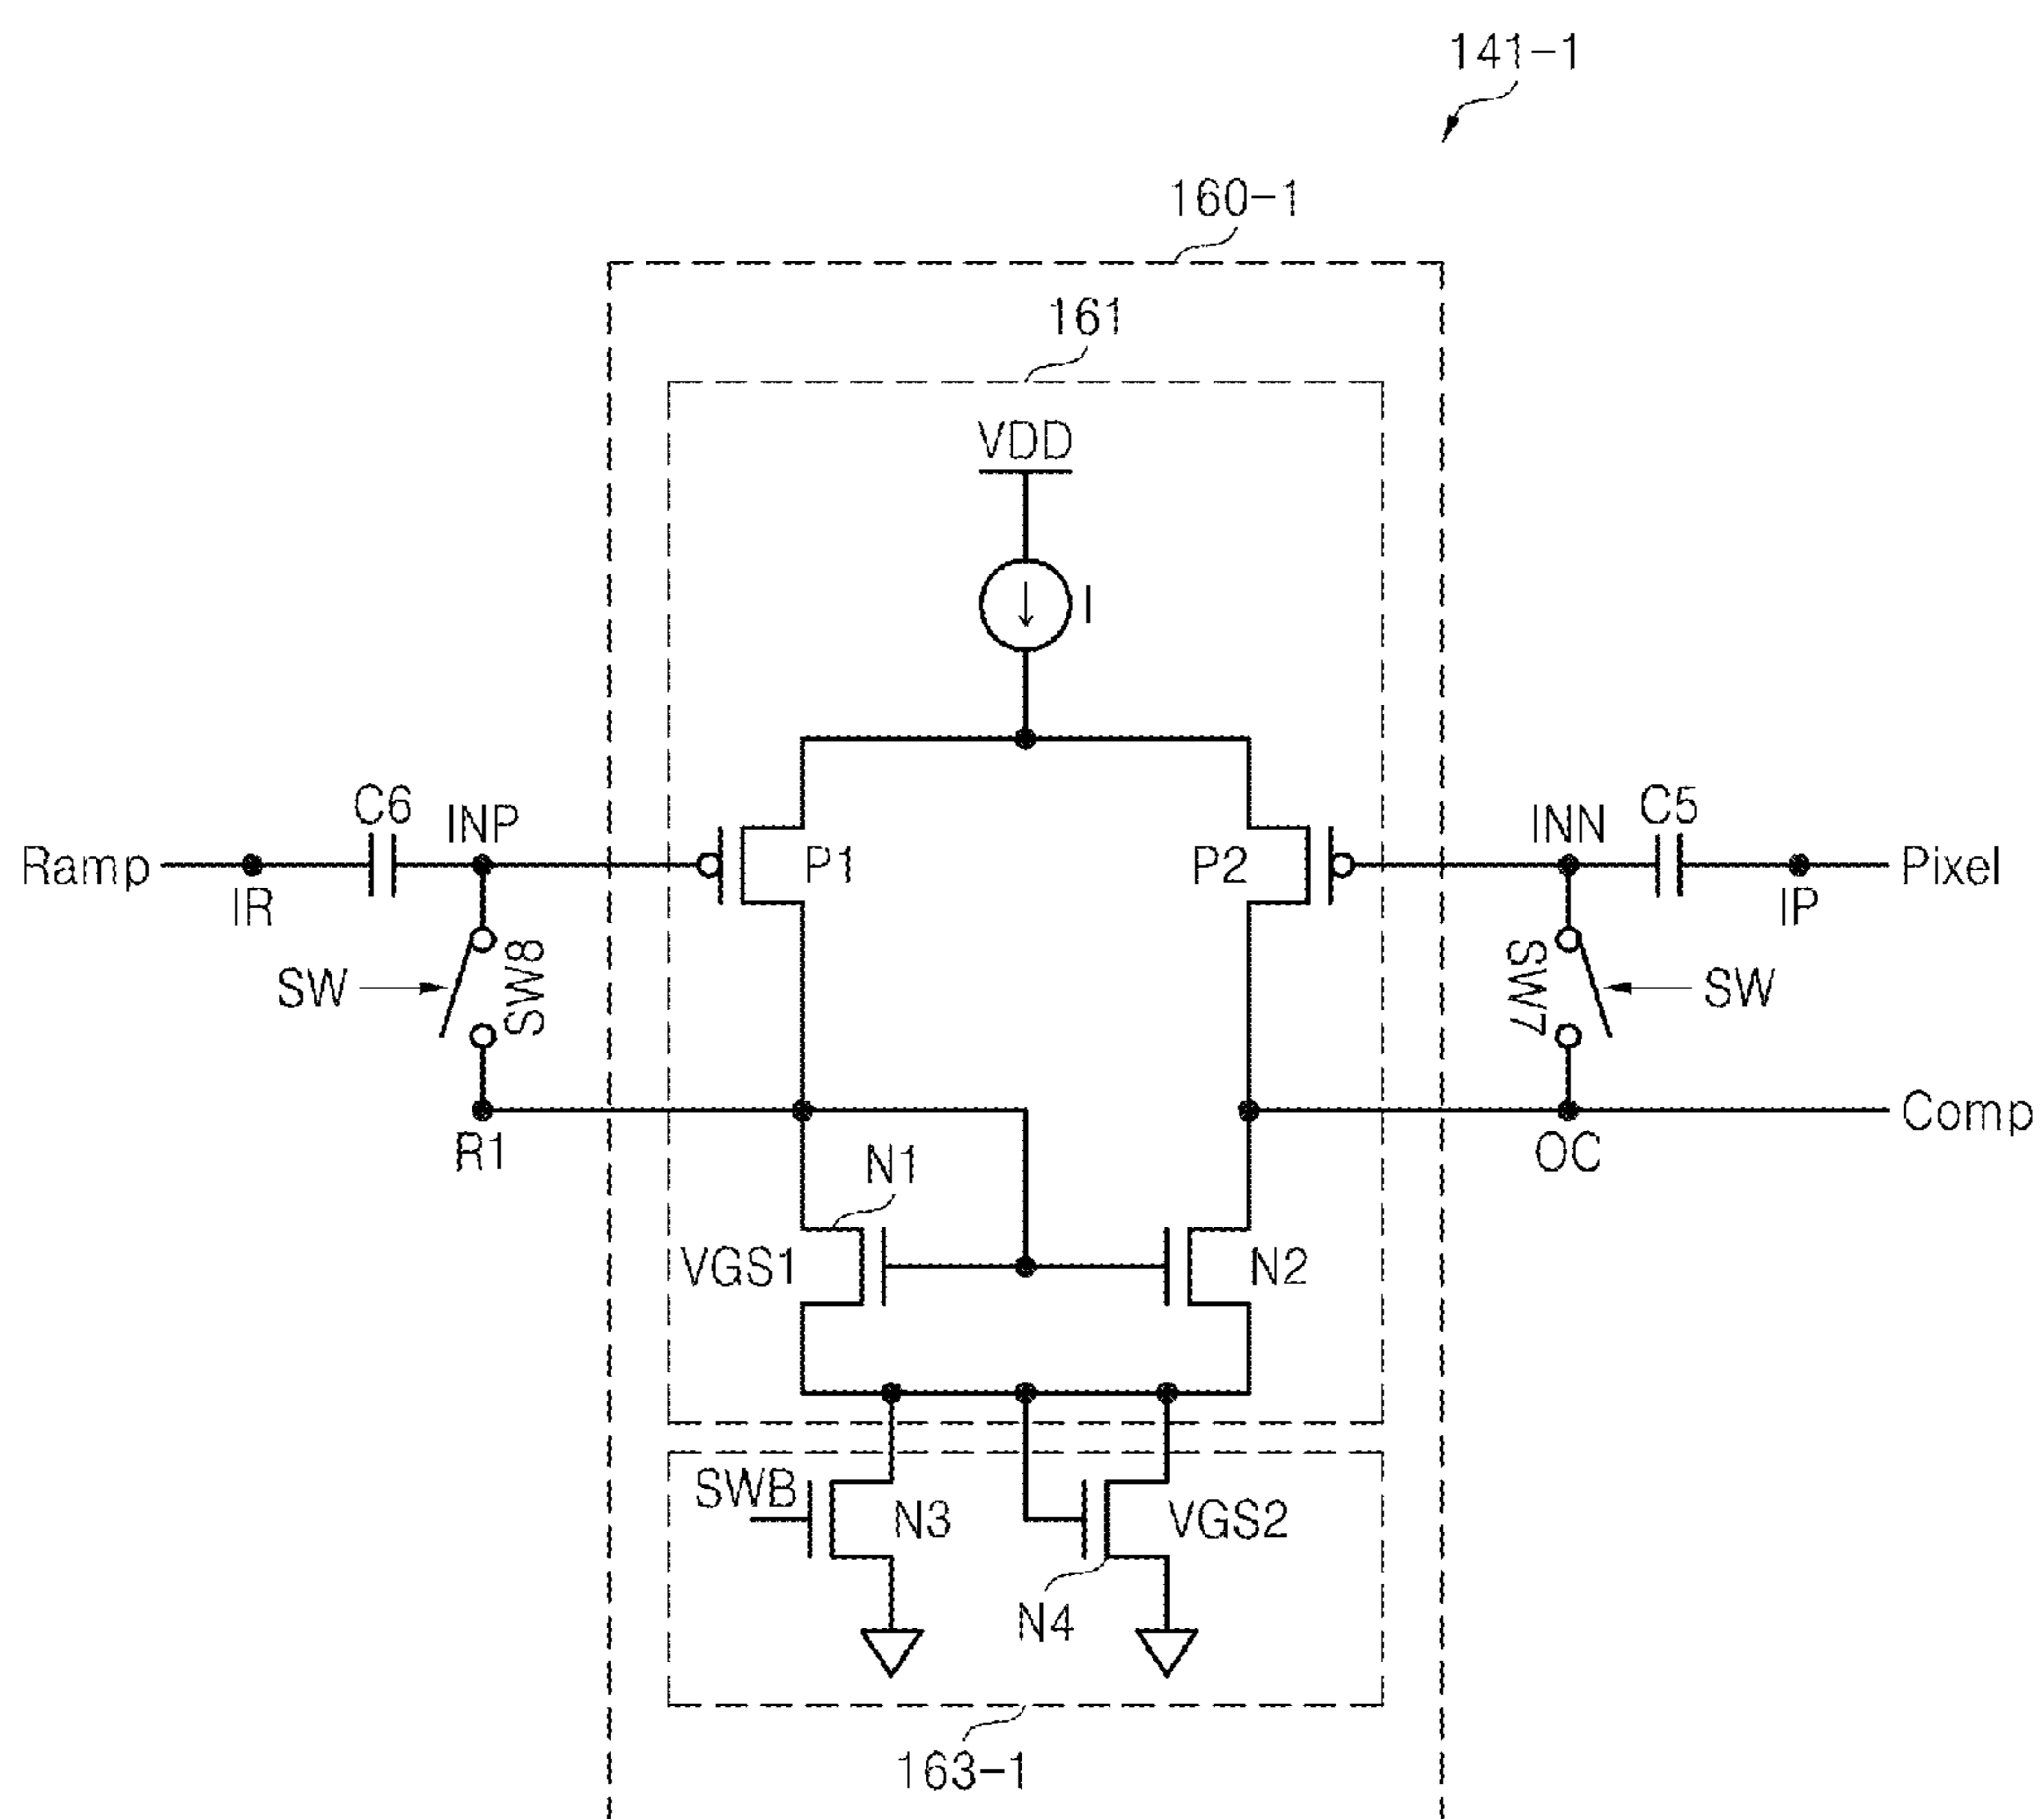 141-1
160-1
161
VDD
I
C6
INP
INN
C5
Ramp
P1
P2
Pixel
IR
IP
SW
SW8
SW7
SW
R1
Comp
OC
N1
VGS1
N2
SWB
N3
VGS2
N4
163-1